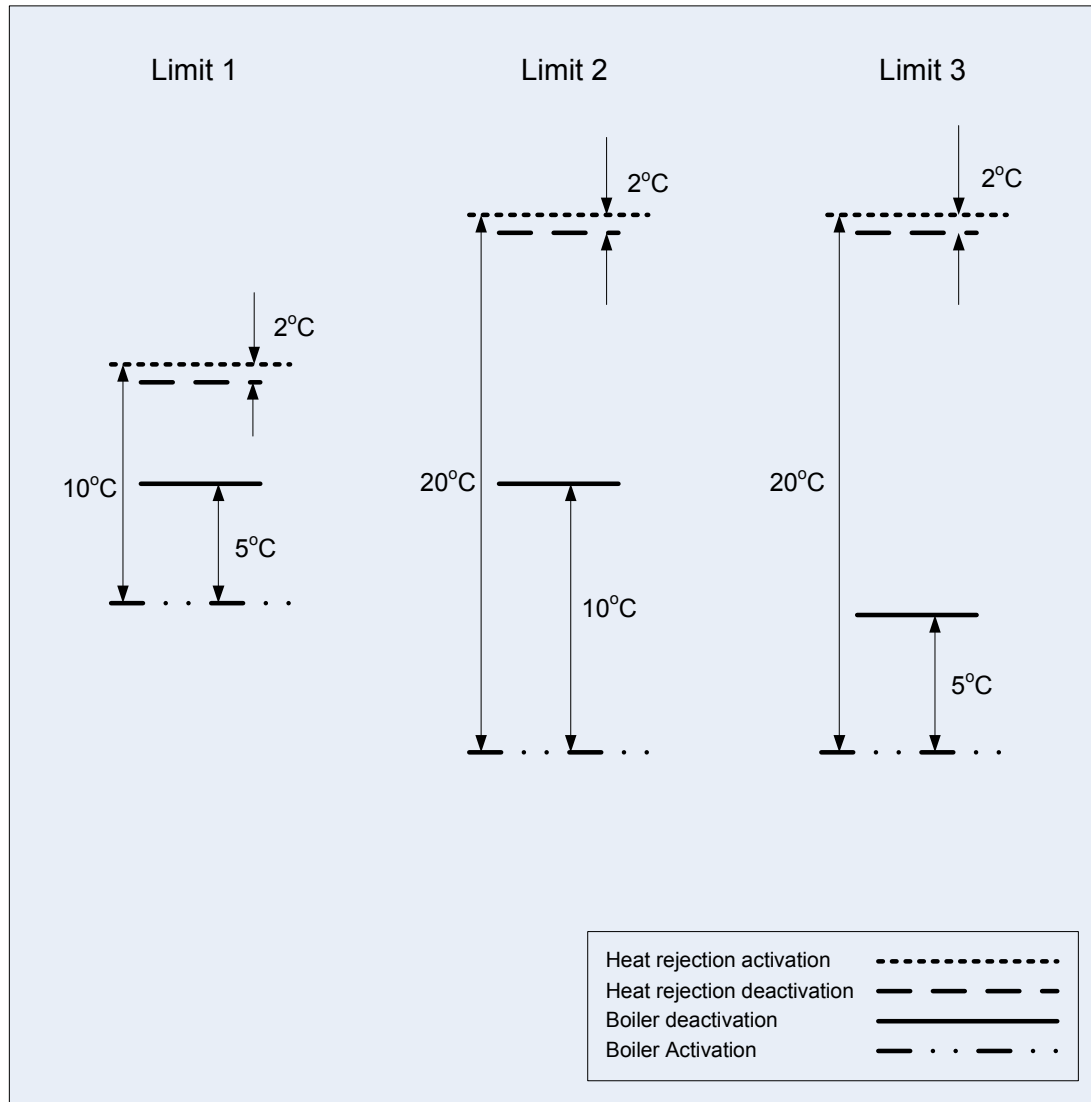 Limit 1
Limit 2
Limit 3
2°C
2°C
2°C
10°C
20°C
20°C
5°C
10°C
5°C
Heat rejection activation
Heat rejection deactivation
Boiler deactivation
Boiler Activation